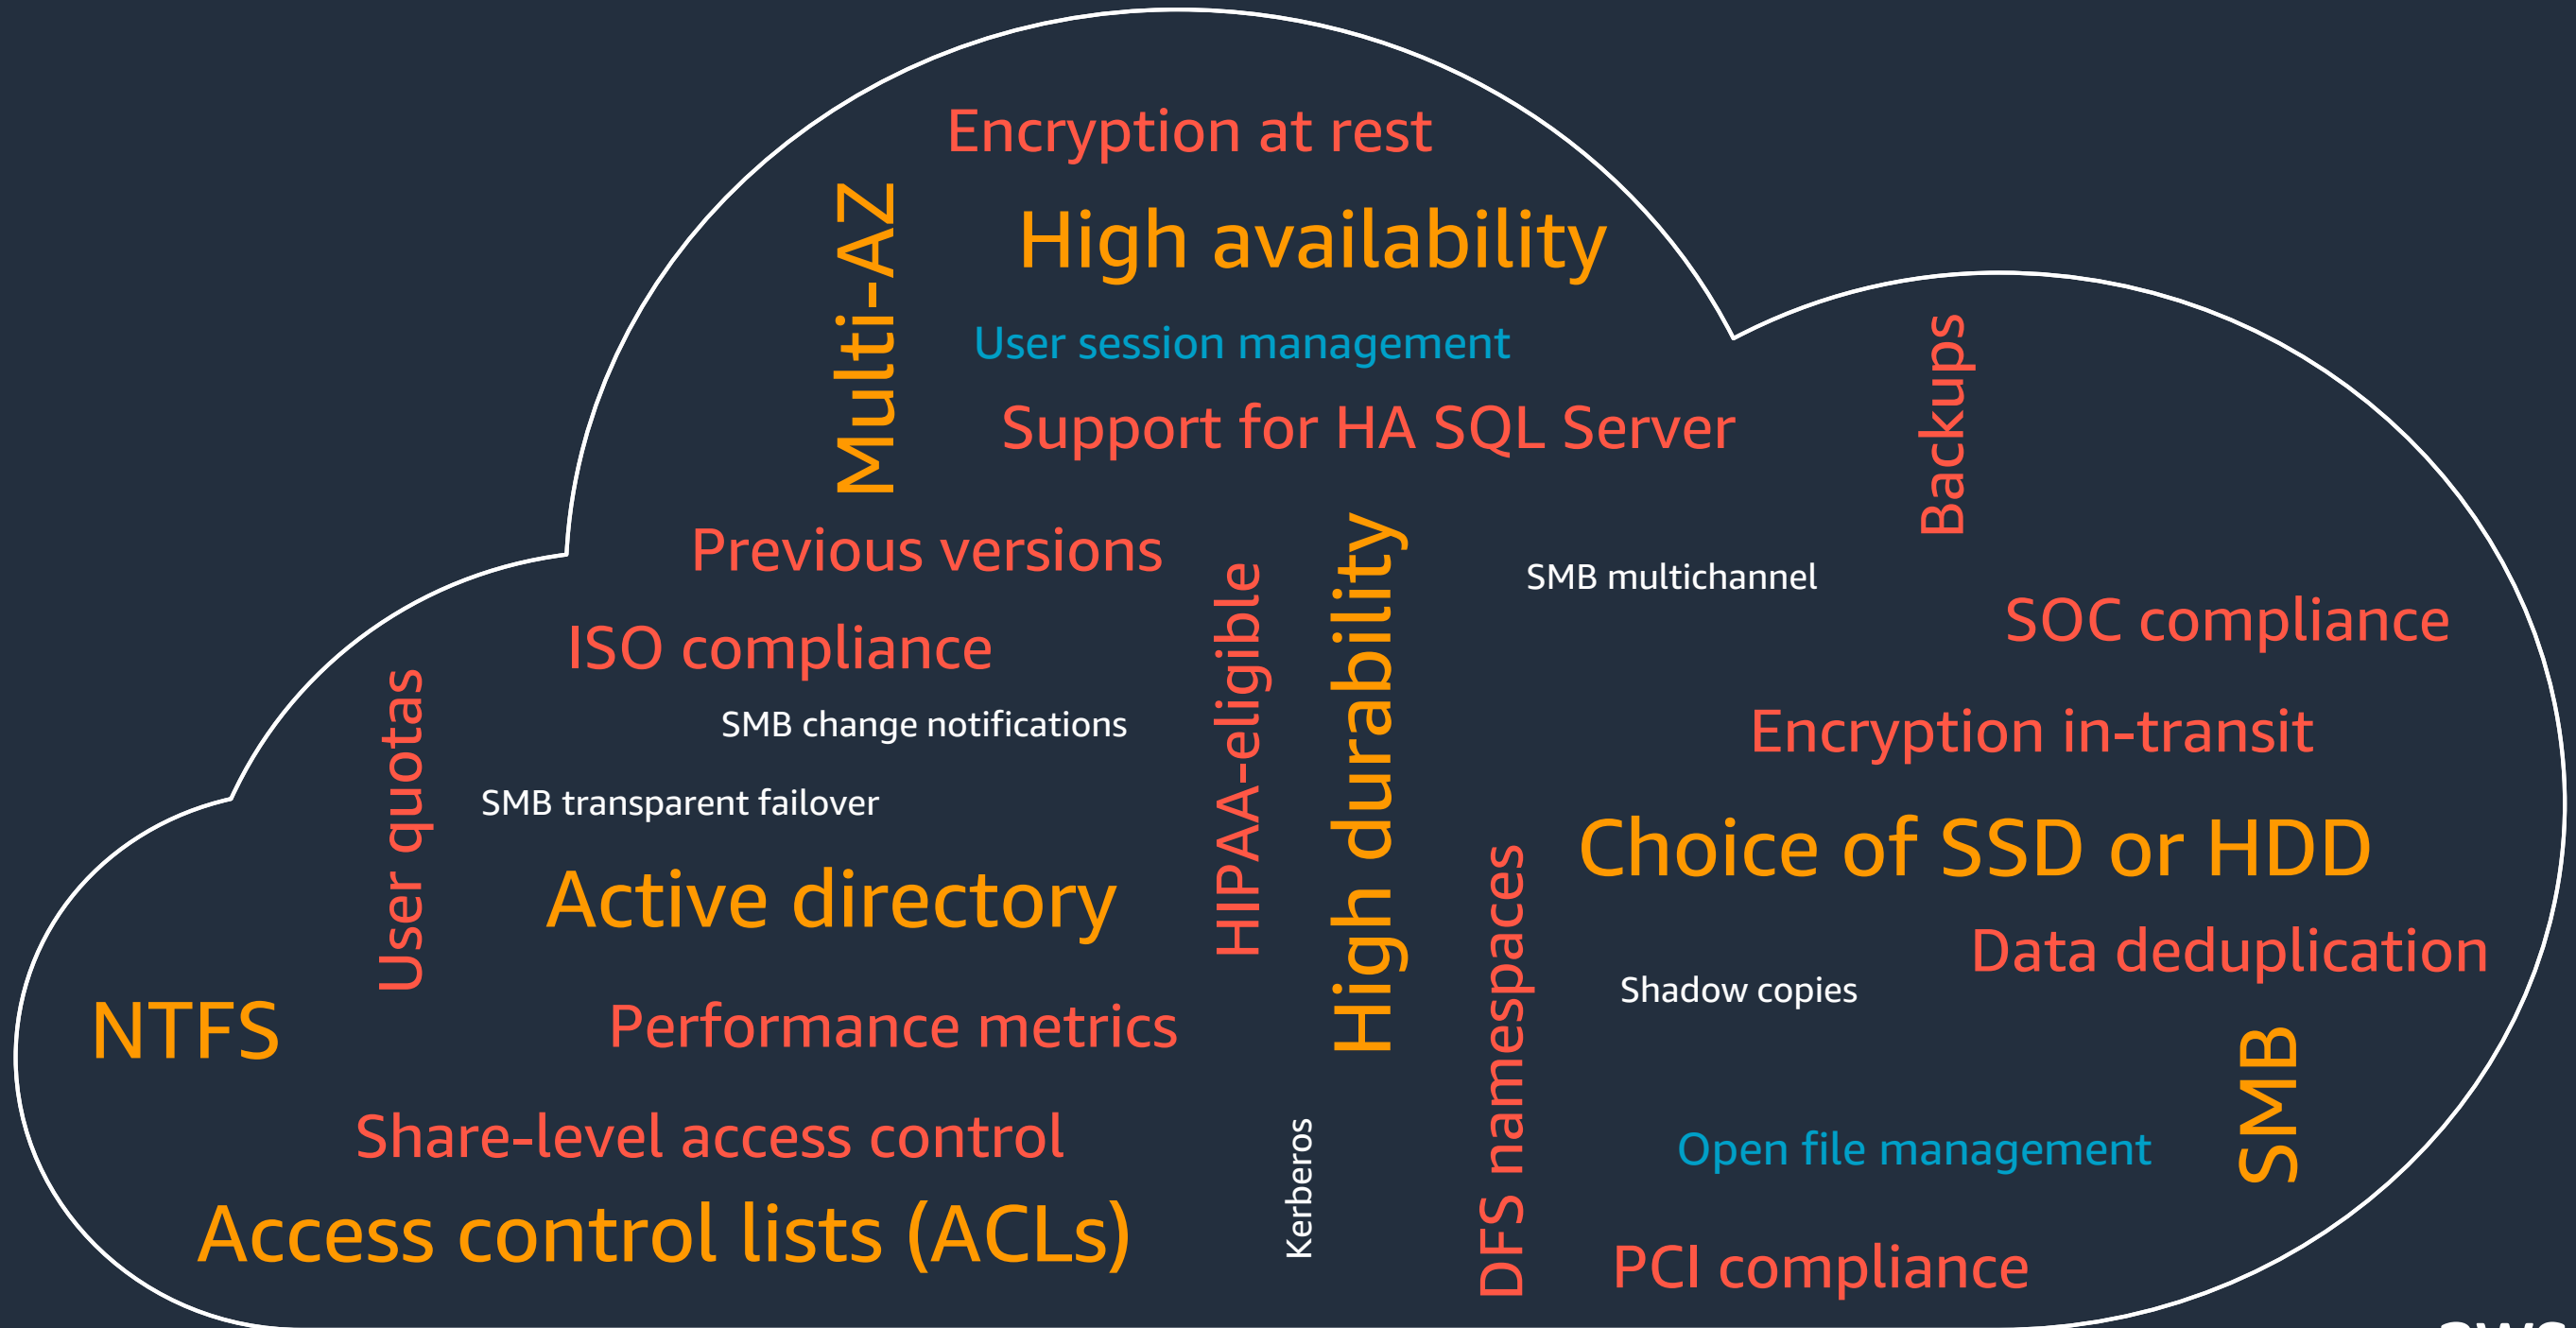 Encryption at rest
Multi-AZ
High availability
User session management
Support for HA SQL Server
Backups
Previous versions
High durability
SMB multichannel
HIPAA-eligible
SOC compliance
ISO compliance
User quotas
SMB change notifications
Encryption in-transit
SMB transparent failover
Choice of SSD or HDD
Active directory
DFS namespaces
Data deduplication
Shadow copies
NTFS
Performance metrics
SMB
Share-level access control
Kerberos
Open file management
Access control lists (ACLs)
PCI compliance
aws